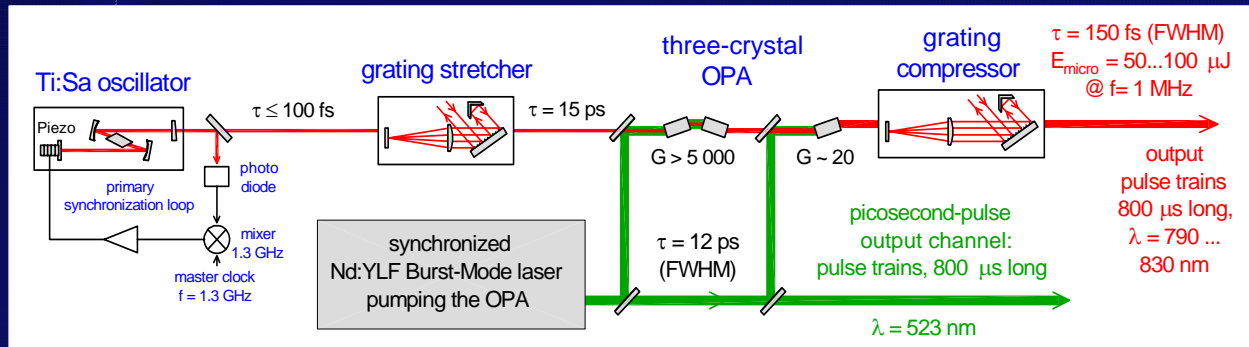 Ti:Sa oscillator
Piezo
primary
synchronization loop
τ ≤ 100 fs
photo
diode
mixer
1.3 GHz
master clock
f = 1.3 GHz
grating stretcher
τ = 15 ps
synchronized
Nd:YLF Burst-Mode laser
pumping the OPA
three-crystal
OPA
G > 5 000
G ~ 20
τ = 12 ps
(FWHM)
grating
compressor
picosecond-pulse
output channel:
pulse trains, 800 μs long
λ = 523 nm
τ = 150 fs (FWHM)
Emicro = 50...100 μJ
@ f= 1 MHz
output
pulse trains
800 μs long,
λ = 790 ...
830 nm